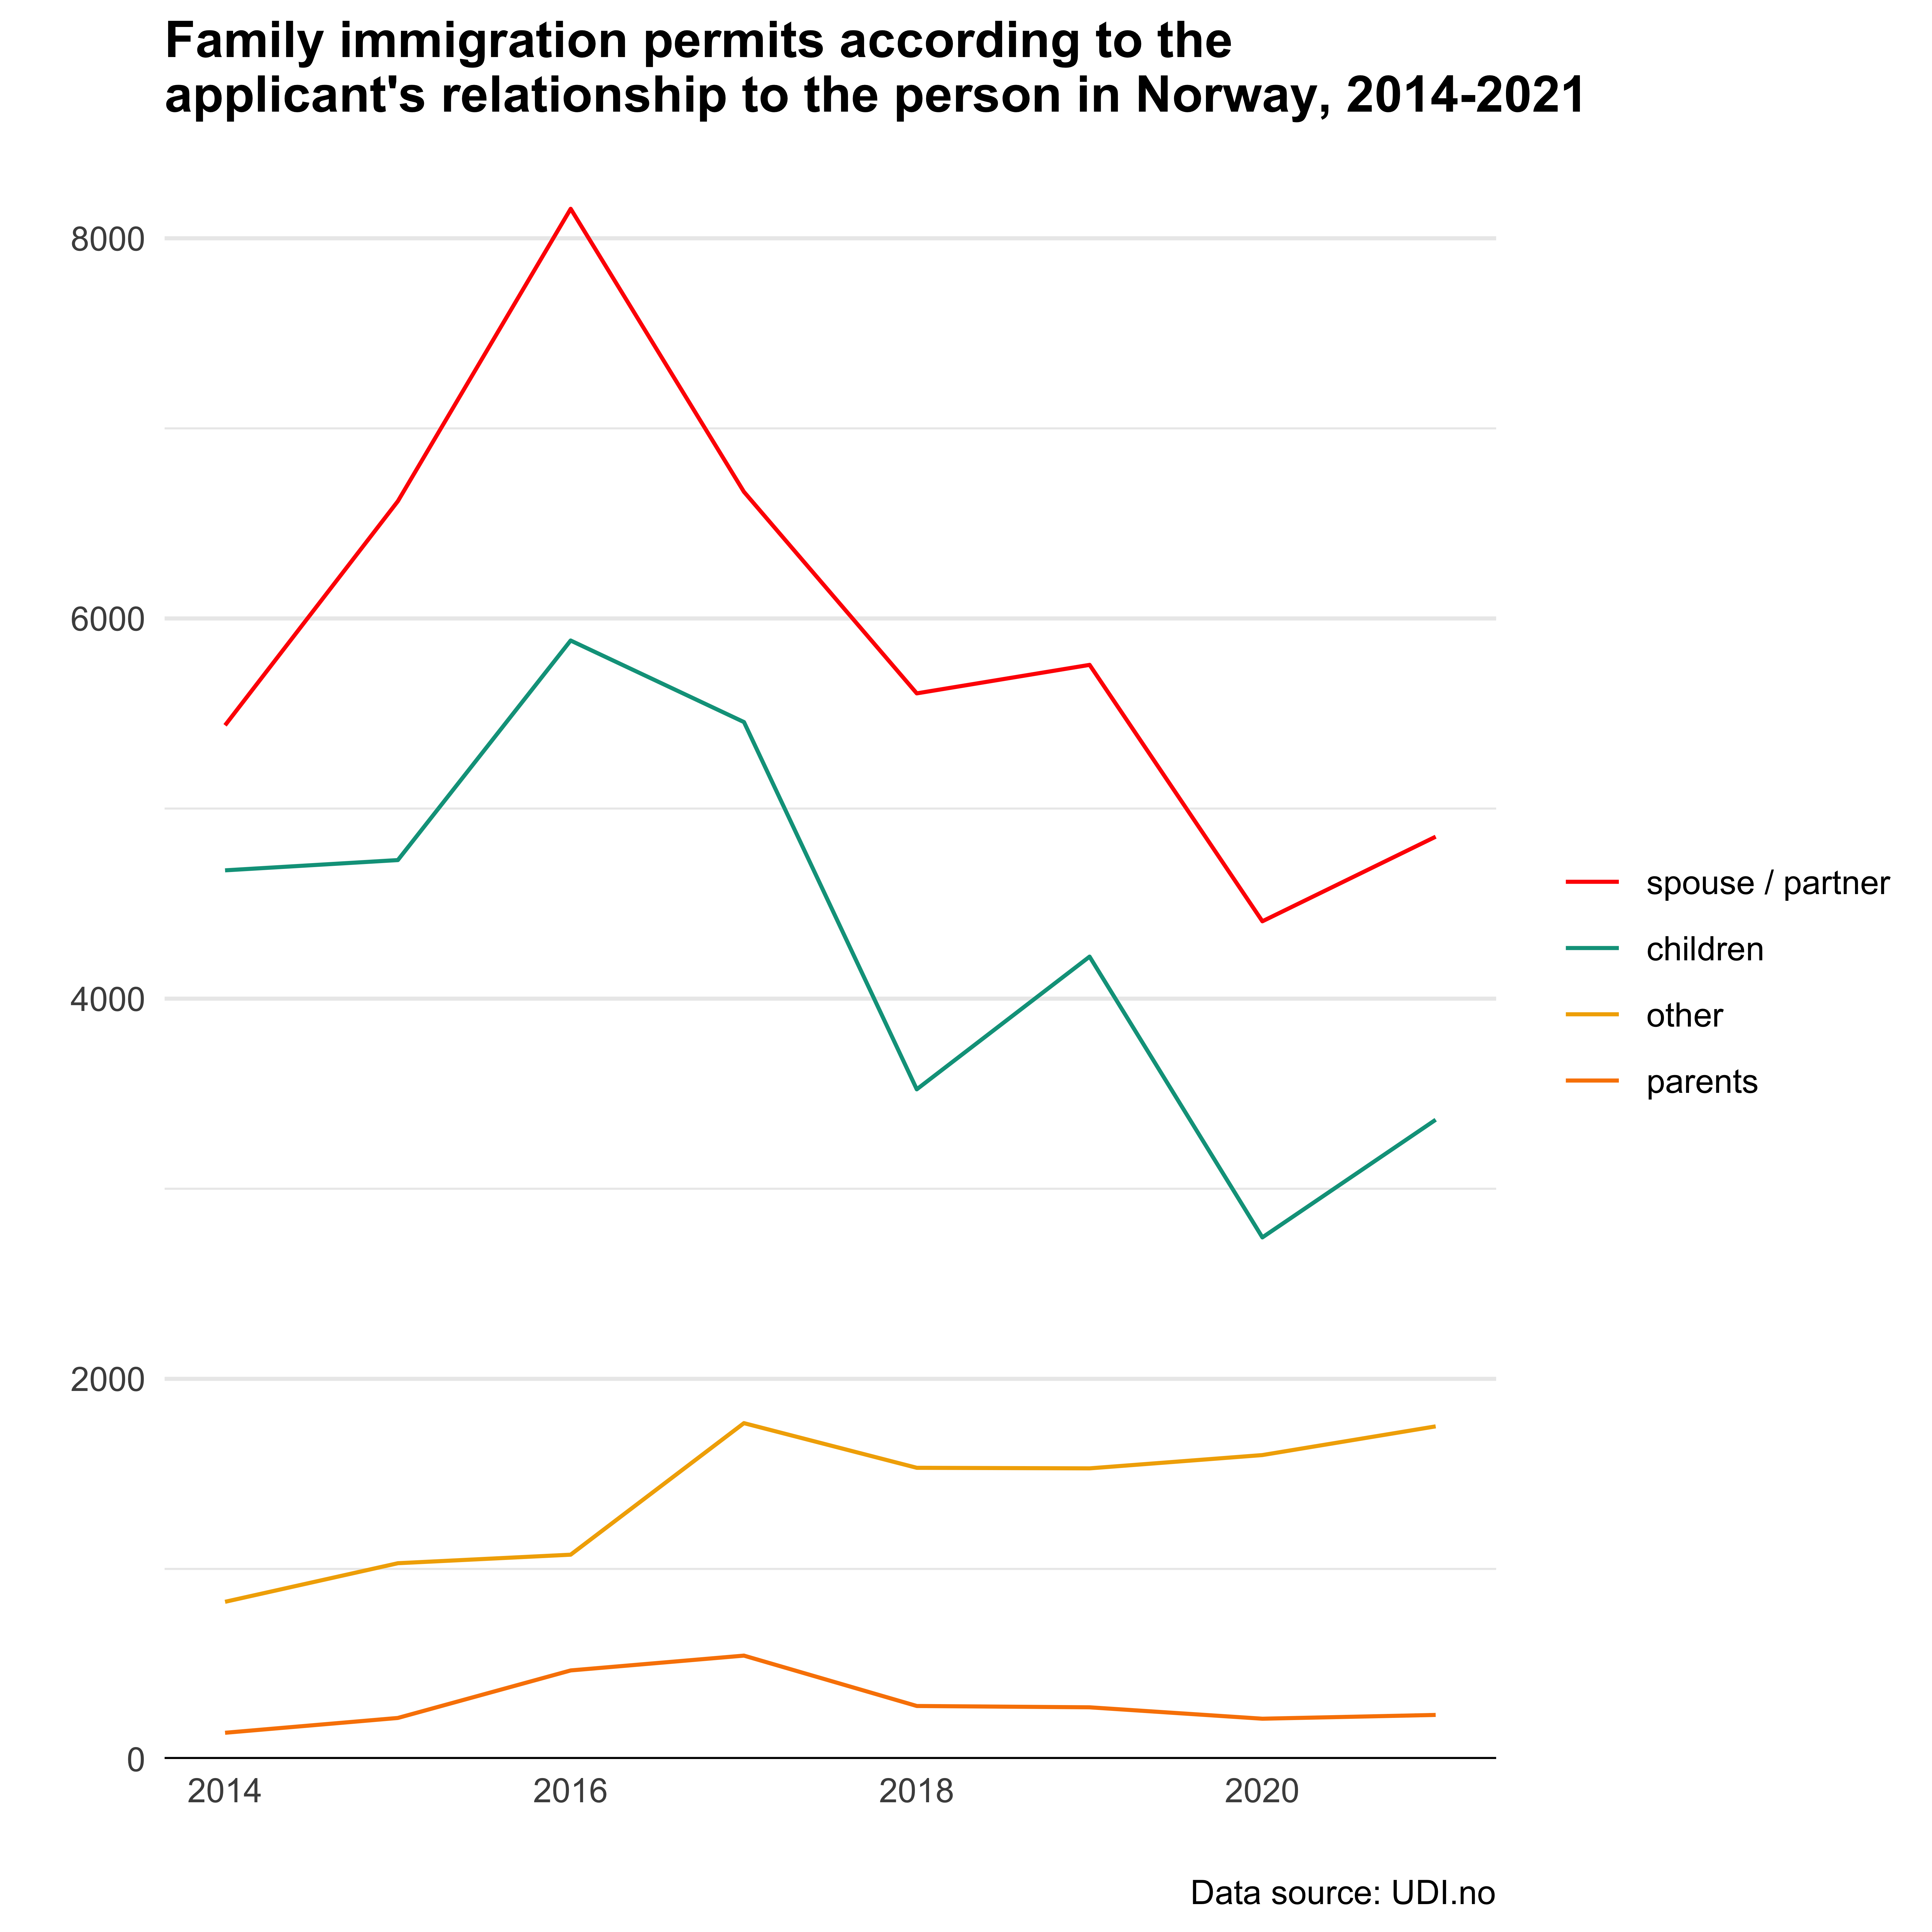 Family immigration permits according to the
applicant's relationship to the person in Norway, 2014-2021
8000
6000
4000
2000
0
2014
2016
2018
2020
spouse / partner
children
other
parents
Data source: UDI.no